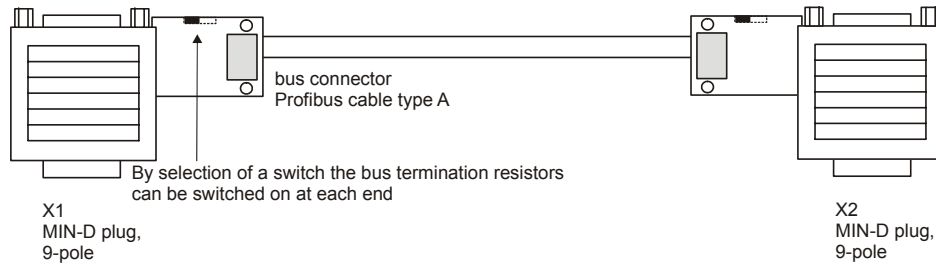 bus connector
Profibus cable type A
By selection of a switch the bus termination resistors
can be switched on at each end
X1
MIN-D plug,
9-pole
X2
MIN-D plug,
9-pole